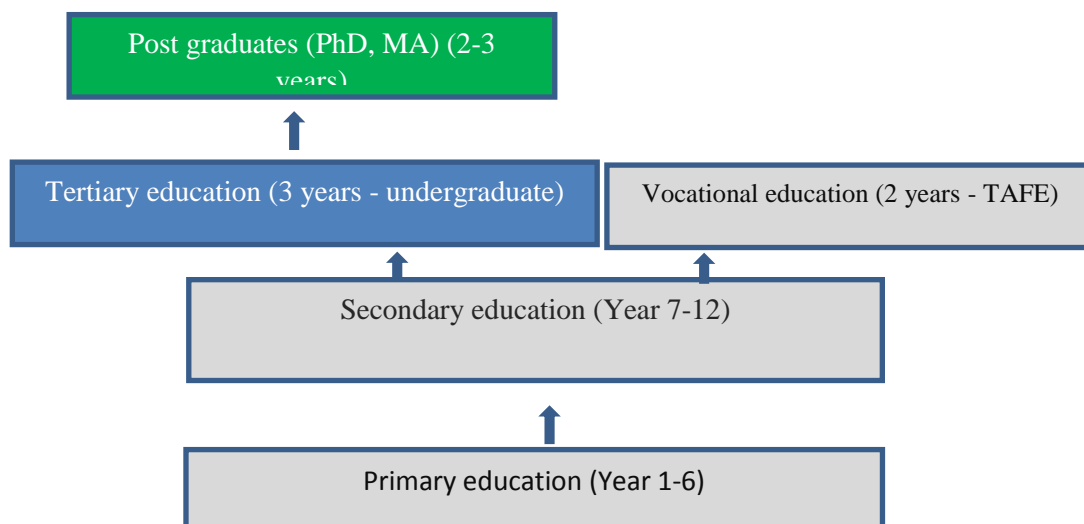 Post graduates (PhD, MA) (2-3
years)
Tertiary education (3 years - undergraduate)
Vocational education (2 years - TAFE)
Secondary education (Year 7-12)
Primary education (Year 1-6)